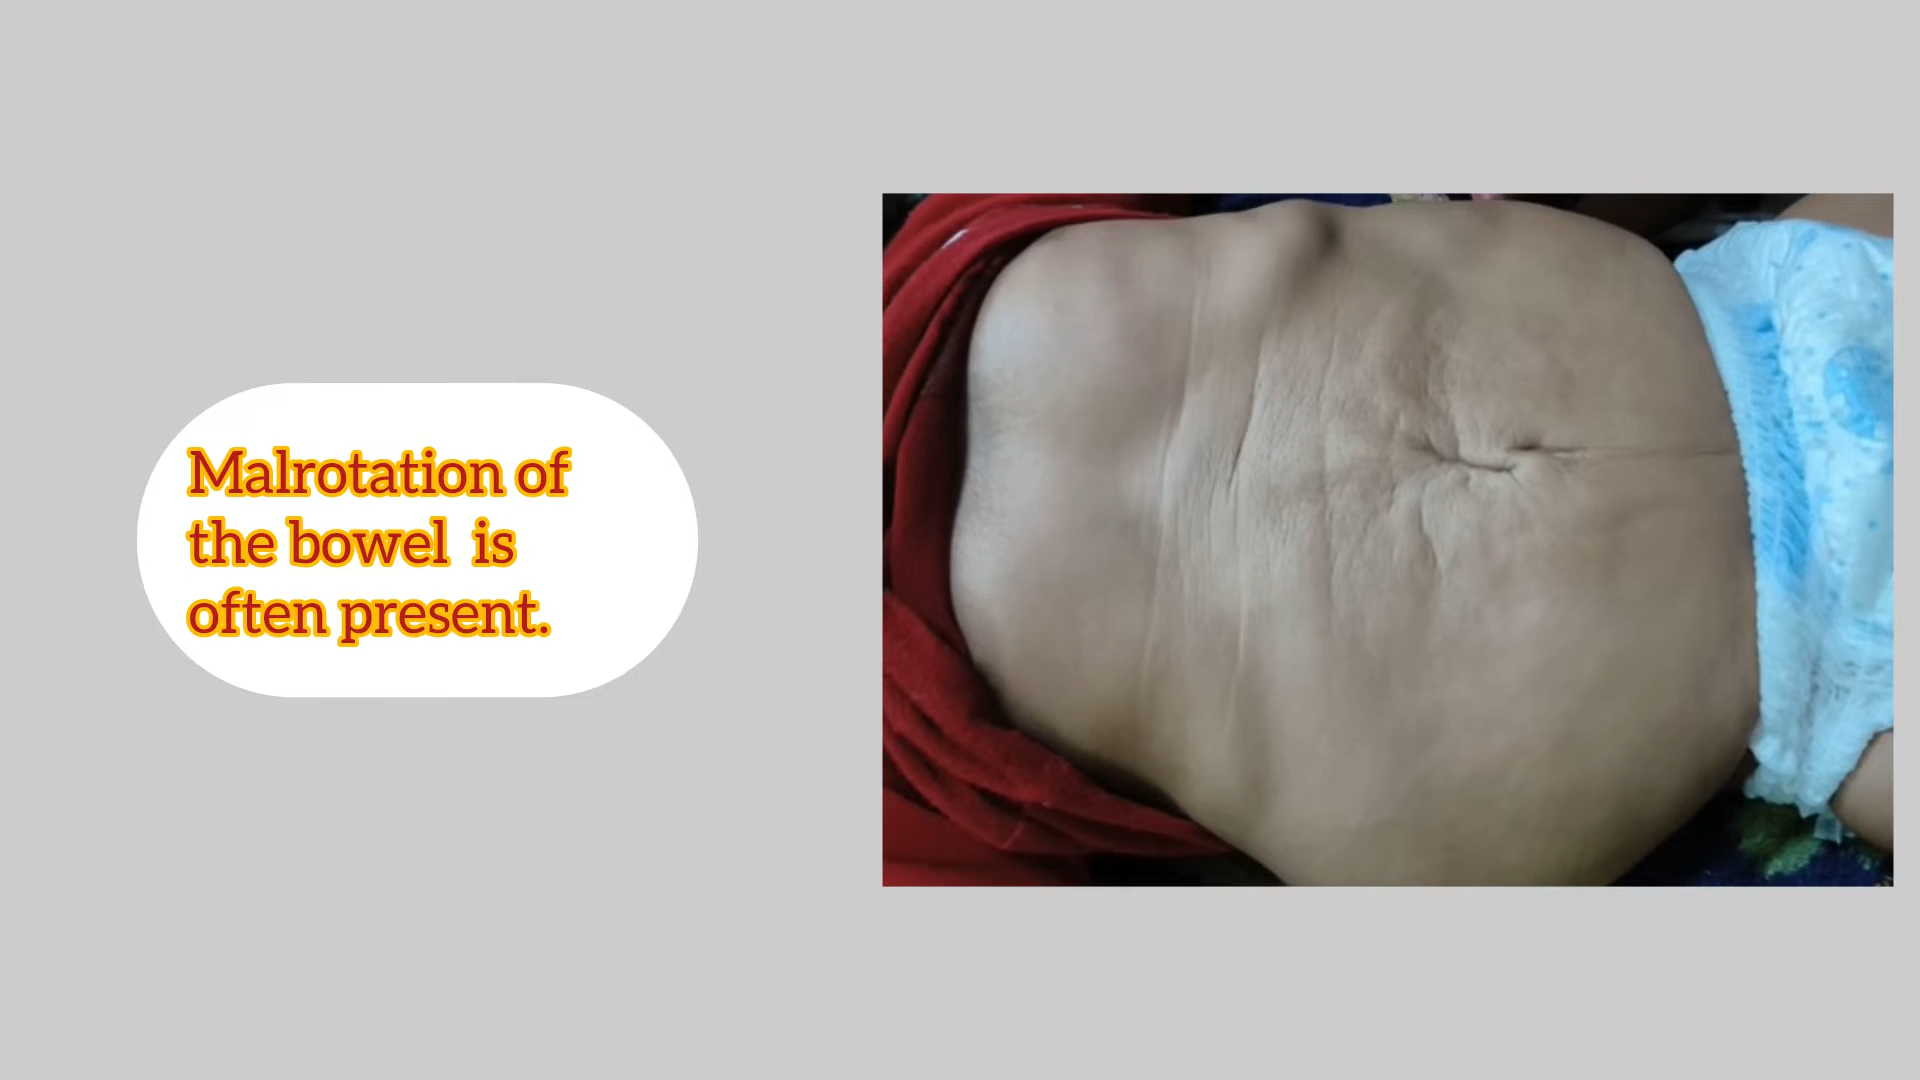 Malrotation of
the bowel is
often present.